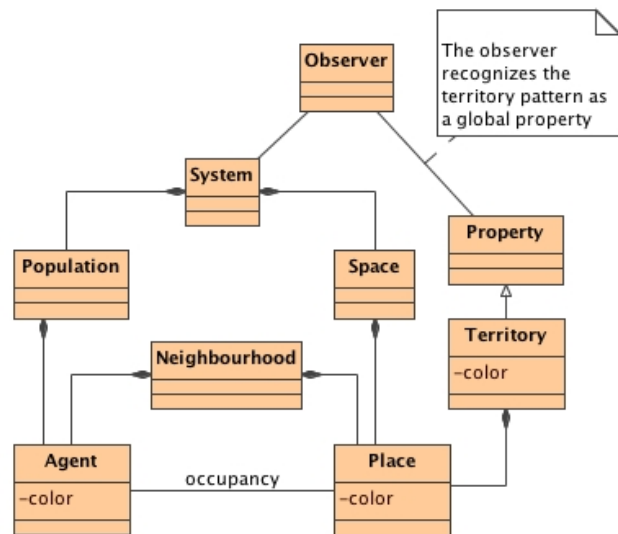 Observer
The observer
recognizes the
territory pattern as
a global property
System
Property
Population
Space
Territory
-color
Neighbourhood
Agent
-color
occupancy
Place
-color